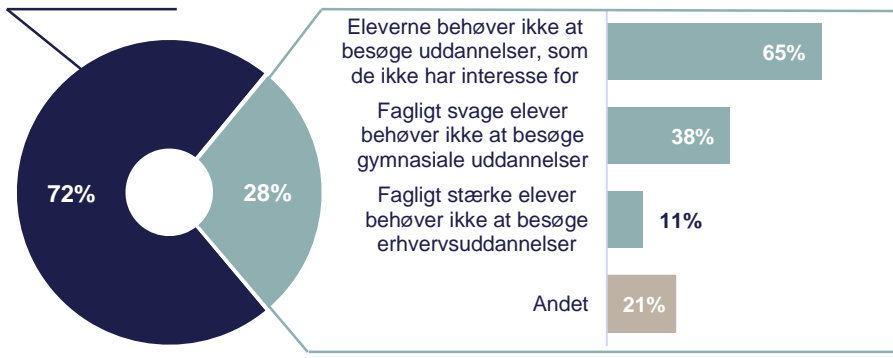 72%
28%
Eleverne behøver ikke at
besøge uddannelser, som
de ikke har interesse for
65%
Fagligt svage elever
behøver ikke at besøge
gymnasiale uddannelser
38%
Fagligt stærke elever
behøver ikke at besøge
erhvervsuddannelser
11%
Andet
21%